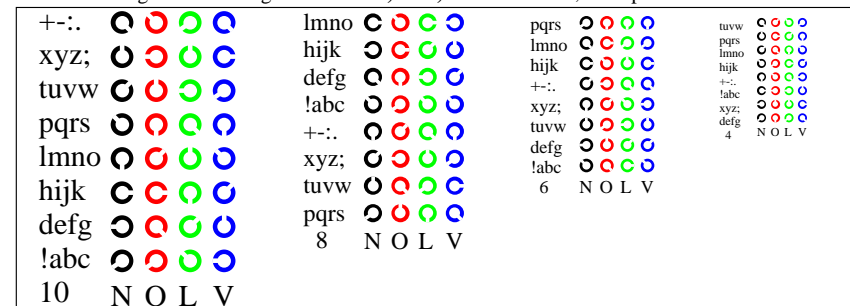 +-:.
xyz;
tuvw
pqrs
lmno
hijk
defg
!abc
10 N O L V
lmno
hijk
defg
!abc
+-:.
xyz;
tuvw
pqrs
8 N O L V
pqrs
lmno
hijk
+-:.
xyz;
tuvw
defg
!abc
6 N O L V
tuvw
pqrs
lmno
hijk
+-:.
!abc
xyz;
defg
4 N O L V